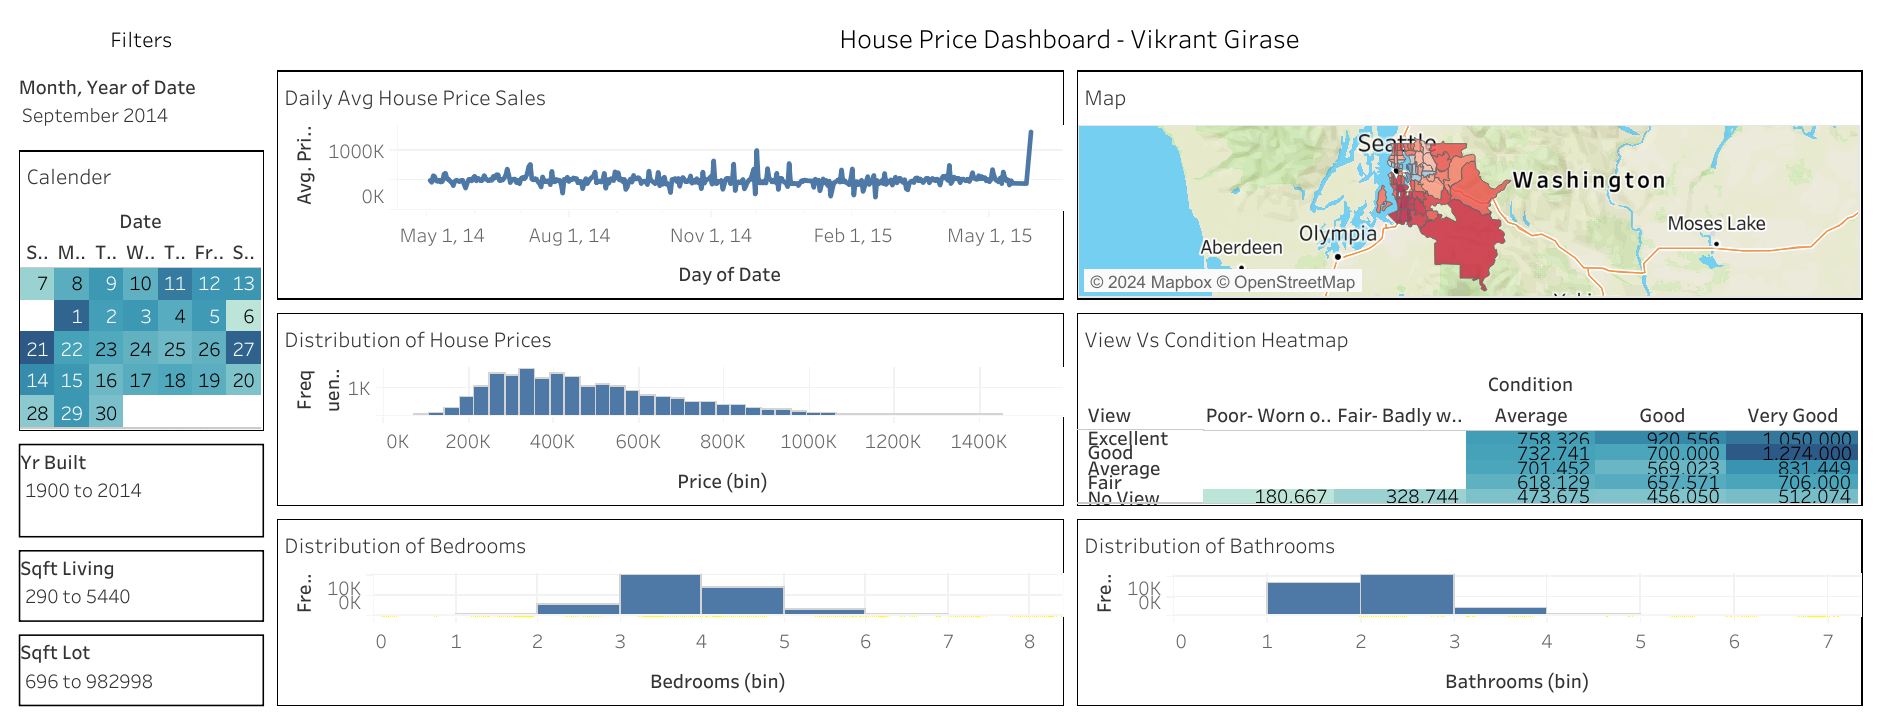 Filters
House Price Dashboard - Vikrant Girase
Month, Year of Date
September 2014
Calender
Date
S.. M.. T.. W.. T.. Fr.. S..
7 8 9 10 11 12 13
1 2 3 4 5 6
21 22 23 24 25 26 27
14 15 16 17 18 19 20
28 29 30
Yr Built
1900 to 2014
Sqft Living
290 to 5440
Sqft Lot
696 to 982998
Daily Avg House Price Sales
Avg. Pri..
1000K
0K
May 1, 14 Aug 1, 14 Nov 1, 14 Feb 1, 15 May 1, 15
Day of Date
Map
Seattle
Washington
Moses Lake
Olympia
Aberdeen
© 2024 Mapbox © OpenStreetMap
Distribution of House Prices
Freq
uen..
1K
0K 200K 400K 600K 800K 1000K 1200K 1400K
Price (bin)
View Vs Condition Heatmap
Condition
View Poor- Worn o.. Fair- Badly w.. Average Good Very Good
Excellent 758,326 920,556 1,050,000
Good 732,741 700,000 1,274,000
Average 701,452 569,023 831,449
Fair 618,129 657,571 706,000
No View 180,667 328,744 473,675 456,050 512,074
Distribution of Bedrooms
Fre..
10K
0K
0 1 2 3 4 5 6 7 8
Bedrooms (bin)
Distribution of Bathrooms
Fre..
10K
0K
0 1 2 3 4 5 6 7
Bathrooms (bin)